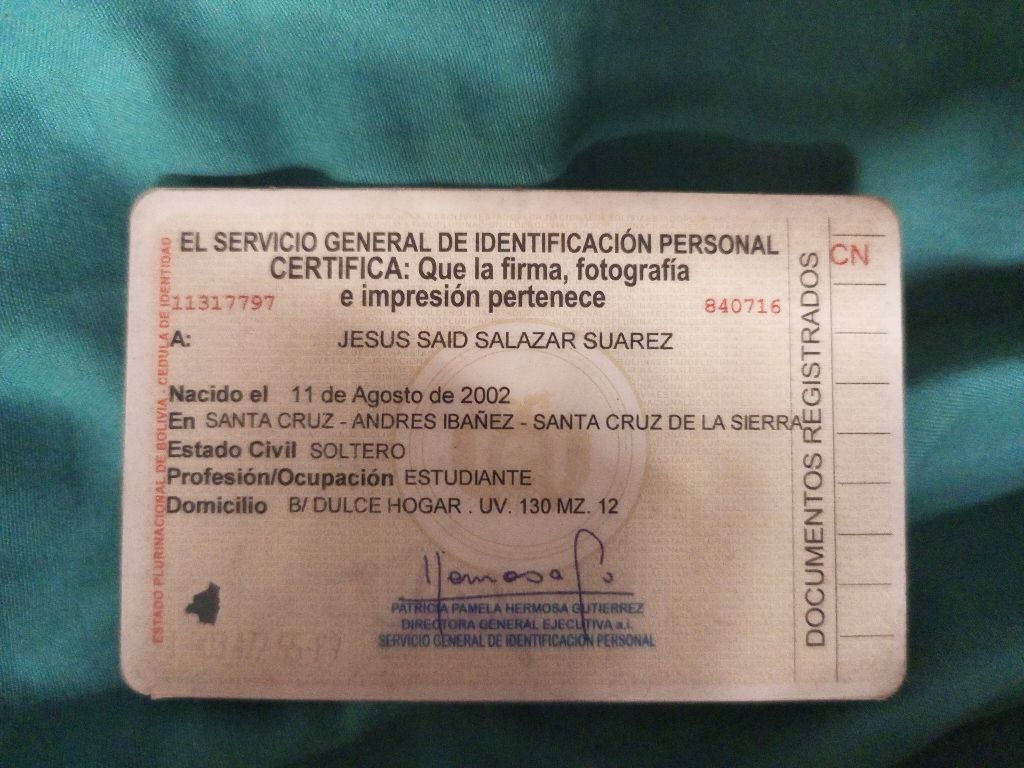 EL SERVICIO GENERAL DE IDENTIFICACIÓN PERSONAL
CERTIFICA: Que la firma, fotografía
e impresión pertenece
11317797
840716
A: JESUS SAID SALAZAR SUAREZ
Nacido el 11 de Agosto de 2002
En SANTA CRUZ - ANDRES IBAÑEZ - SANTA CRUZ DE LA SIERRA
Estado Civil SOLTERO
Profesión/Ocupación ESTUDIANTE
Domicilio B/ DULCE HOGAR . UV. 130 MZ. 12
PATRICIA PAMELA HERMOSA GUTIERREZ
DIRECTORA GENERAL EJECUTIVA a.i.
SERVICIO GENERAL DE IDENTIFICACIÓN PERSONAL
ESTADO PLURINACIONAL DE BOLIVIA - CEDULA DE IDENTIDAD
DOCUMENTOS REGISTRADOS
CN